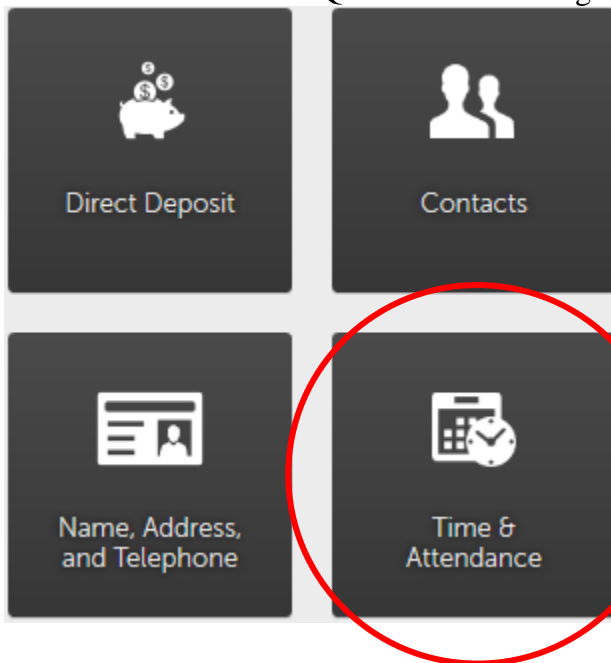 Direct Deposit
Contacts
Name, Address,
and Telephone
Time &
Attendance